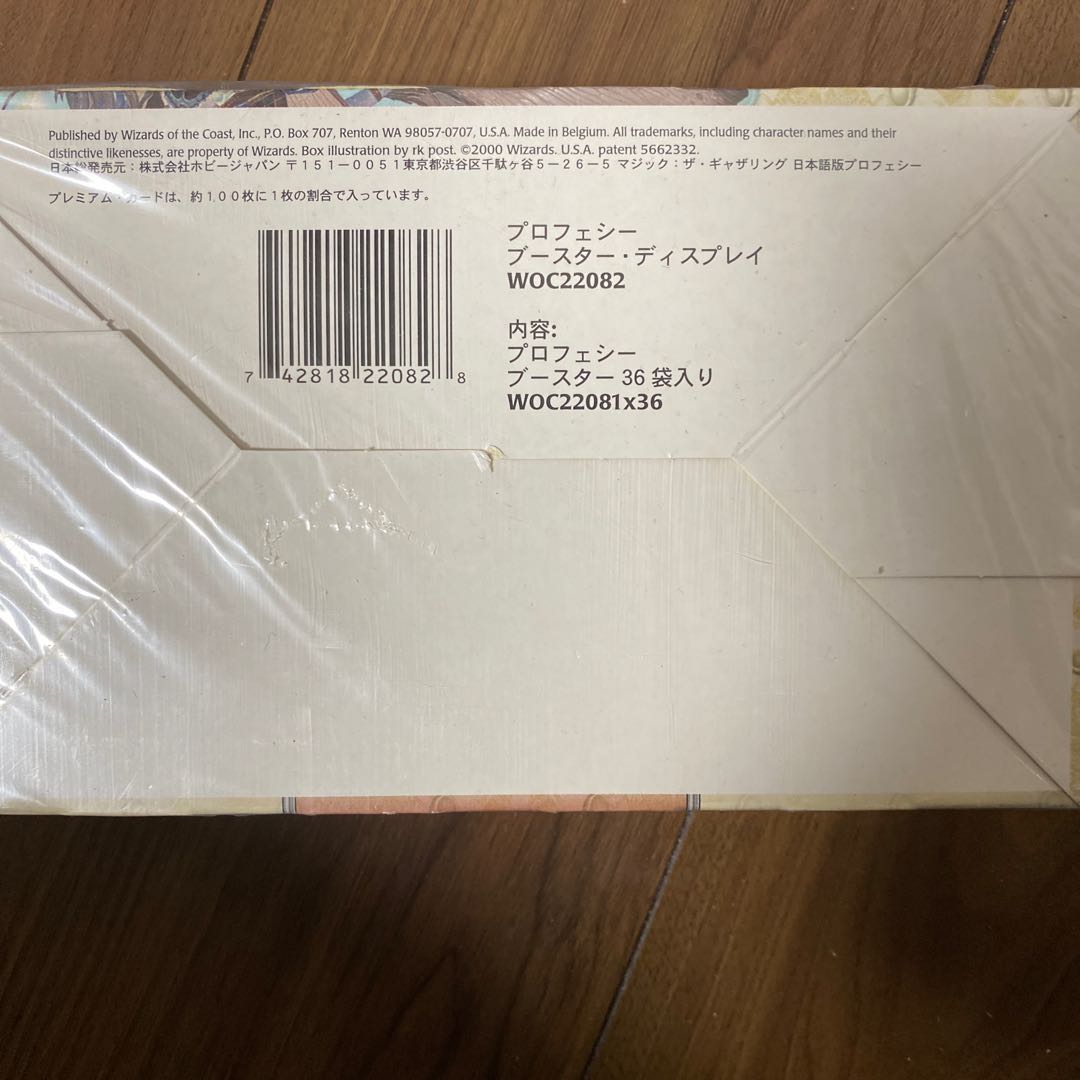 Published by Wizards of the Coast, Inc., P.O. Box 707, Renton WA 98057-0707, U.S.A. Made in Belgium. All trademarks, including character names and their
distinctive likenesses, are property of Wizards. Box illustration by rk post. ©2000 Wizards. U.S.A. patent 5662332.
日本総発売元：株式会社ホビージャパン 〒１５１－００５１東京都渋谷区千駄ヶ谷５－２６－５ マジック：ザ・ギャザリング 日本語版プロフェシー
プレミアム・カードは、約１００枚に１枚の割合で入っています。
プロフェシー
ブースター・ディスプレイ
WOC22082
内容:
プロフェシー
ブースター 36 袋入り
WOC22081x36
7 42818 22082 8